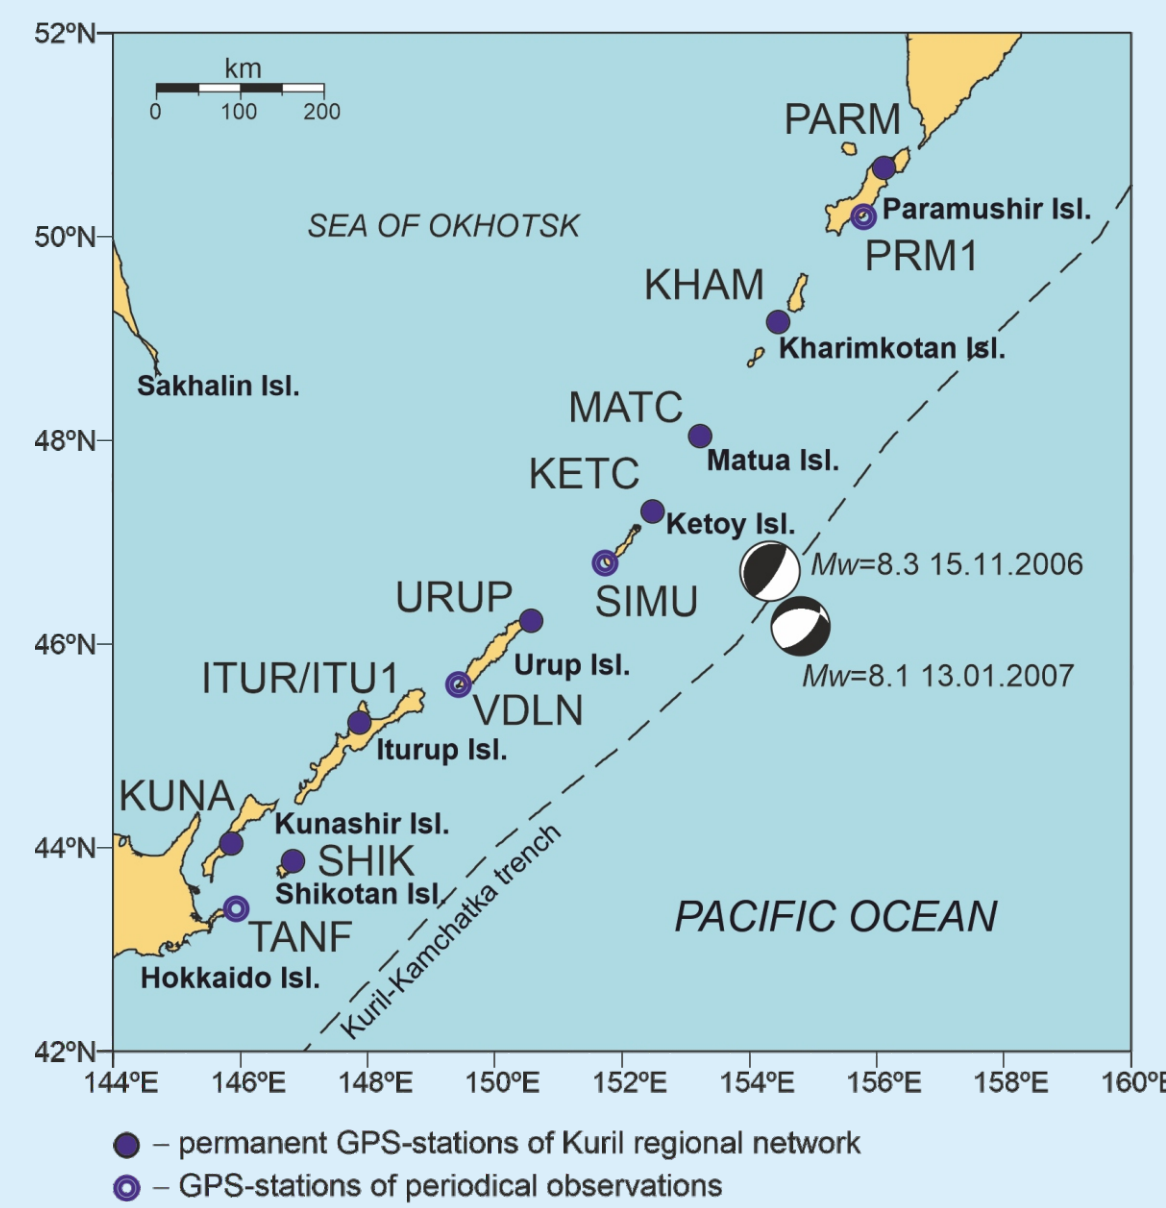 52ºN
km
0 100 200
PARM
SEA OF OKHOTSK
Paramushir Isl.
50ºN
PRM1
KHAM
Kharimkotan Isl.
Sakhalin Isl.
MATC
48ºN
Matua Isl.
KETC
Ketoy Isl.
Mw=8.3 15.11.2006
URUP
SIMU
46ºN
Urup Isl.
Mw=8.1 13.01.2007
ITUR/ITU1
VDLN
Iturup Isl.
KUNA
Kunashir Isl.
44ºN
SHIK
Shikotan Isl.
Kuril-Kamchatka trench
PACIFIC OCEAN
TANF
Hokkaido Isl.
42ºN
144ºE 146ºE 148ºE 150ºE 152ºE 154ºE 156ºE 158ºE 160ºE
– permanent GPS-stations of Kuril regional network
– GPS-stations of periodical observations